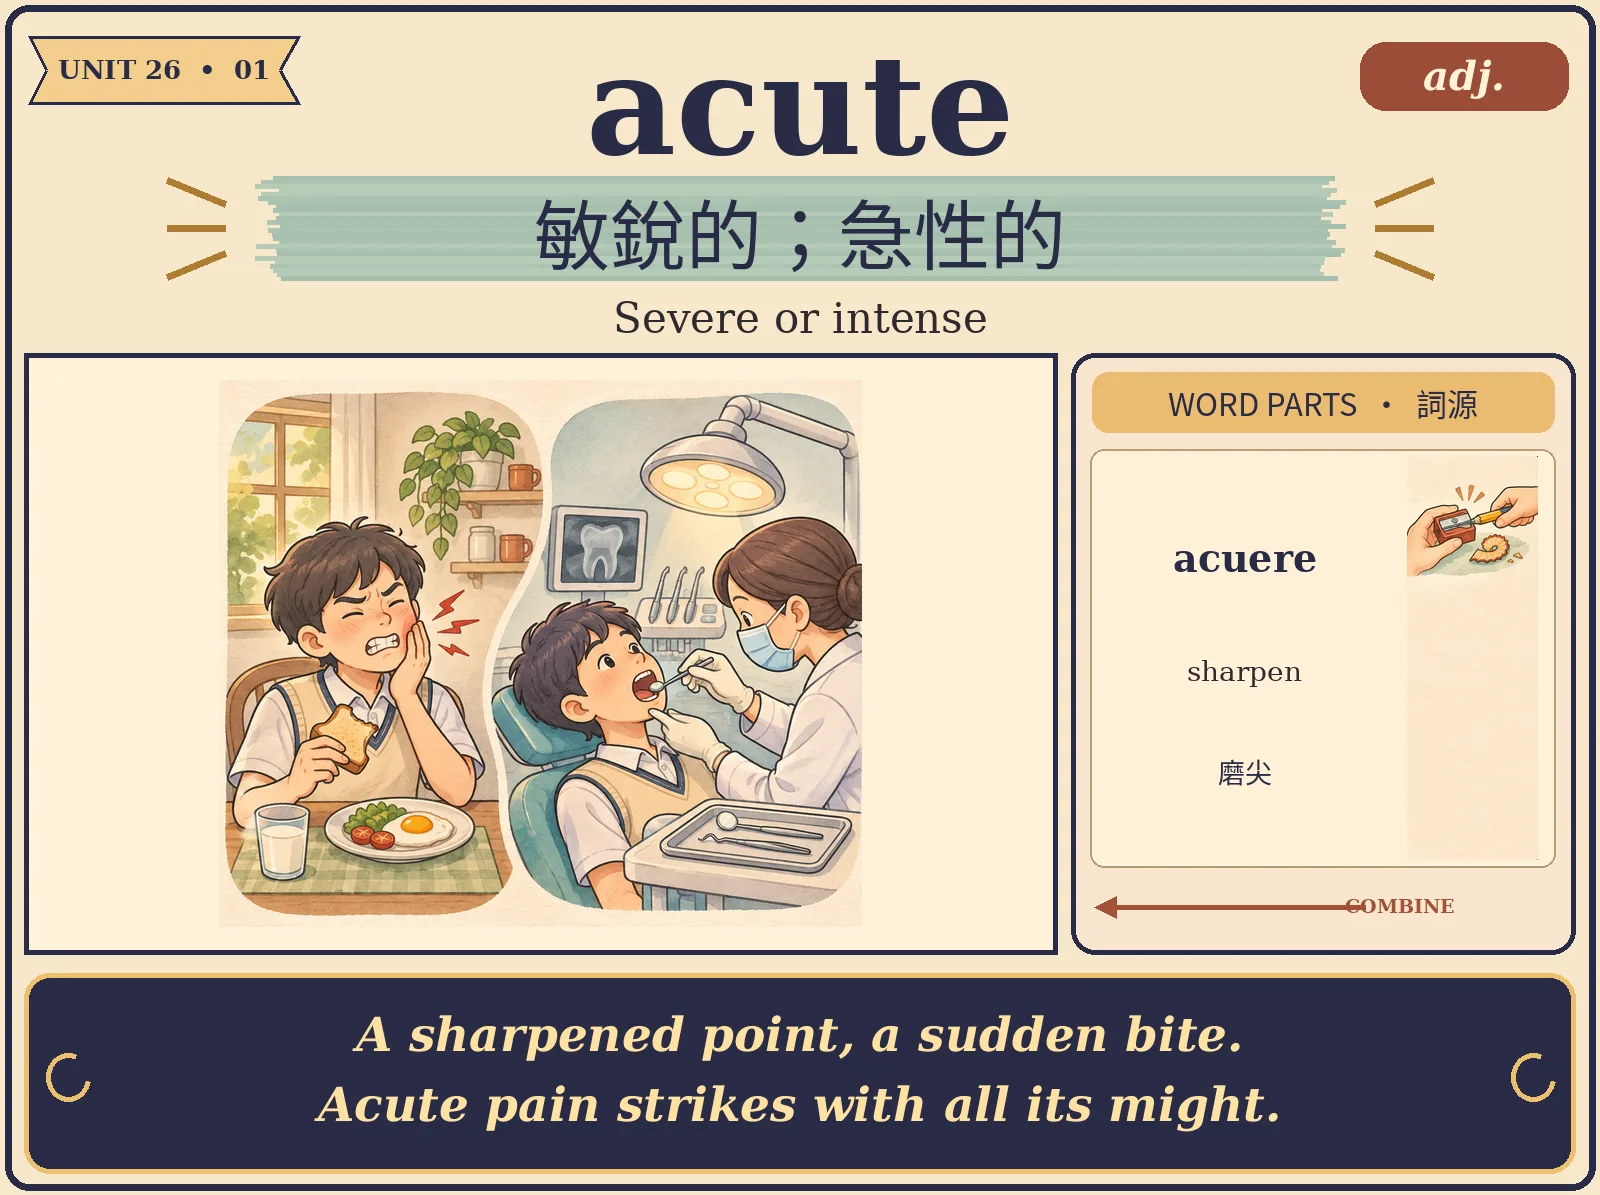 UNIT 26 • 01
acute
adj.
敏銳的；急性的
Severe or intense
WORD PARTS • 詞源
acuere
sharpen
磨尖
COMBINE
A sharpened point, a sudden bite.
Acute pain strikes with all its might.